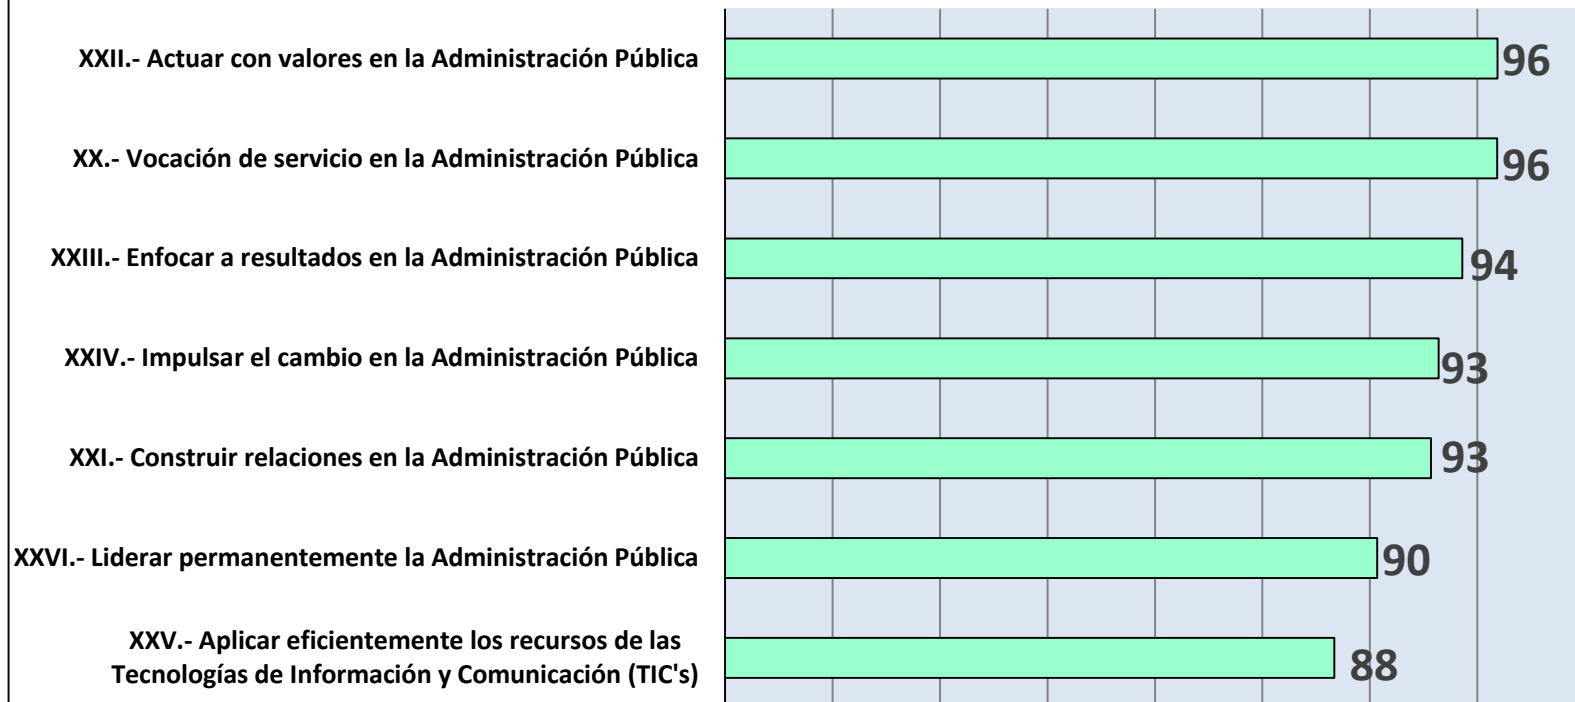 XXII.- Actuar con valores en la Administración Pública
96
XX.- Vocación de servicio en la Administración Pública
96
XXIII.- Enfocar a resultados en la Administración Pública
94
XXIV.- Impulsar el cambio en la Administración Pública
93
XXI.- Construir relaciones en la Administración Pública
93
XXVI.- Liderar permanentemente la Administración Pública
90
XXV.- Aplicar eficientemente los recursos de las
Tecnologías de Información y Comunicación (TIC's)
88